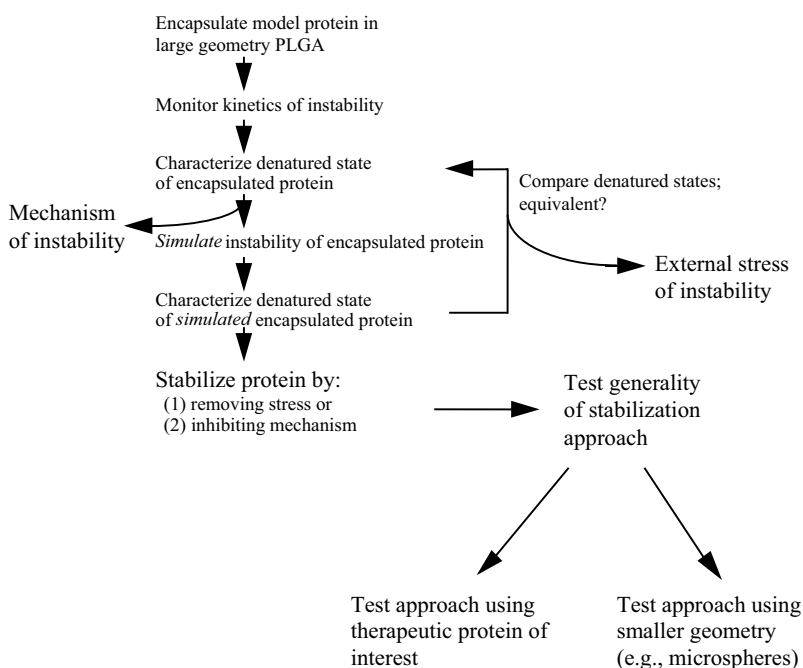 Encapsulate model protein in
large geometry PLGA
Monitor kinetics of instability
Characterize denatured state
of encapsulated protein
Compare denatured states;
equivalent?
Mechanism
of instability
Simulate instability of encapsulated protein
External stress
of instability
Characterize denatured state
of simulated encapsulated protein
Stabilize protein by:
(1) removing stress or
(2) inhibiting mechanism
Test generality
of stabilization
approach
Test approach using
therapeutic protein of
interest
Test approach using
smaller geometry
(e.g., microspheres)